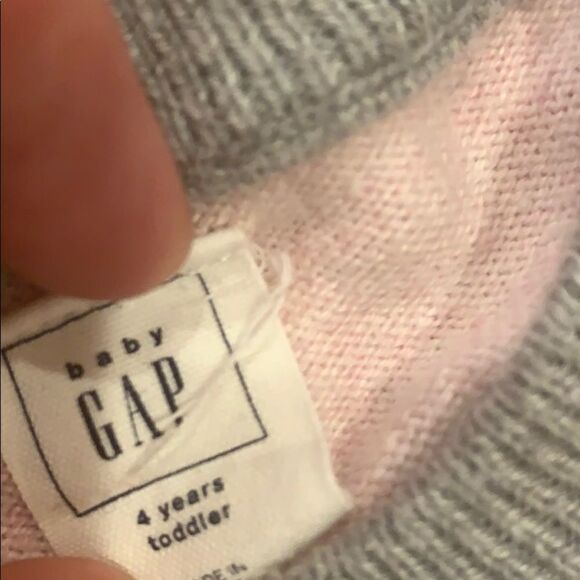 baby
GAP
4 years
toddler